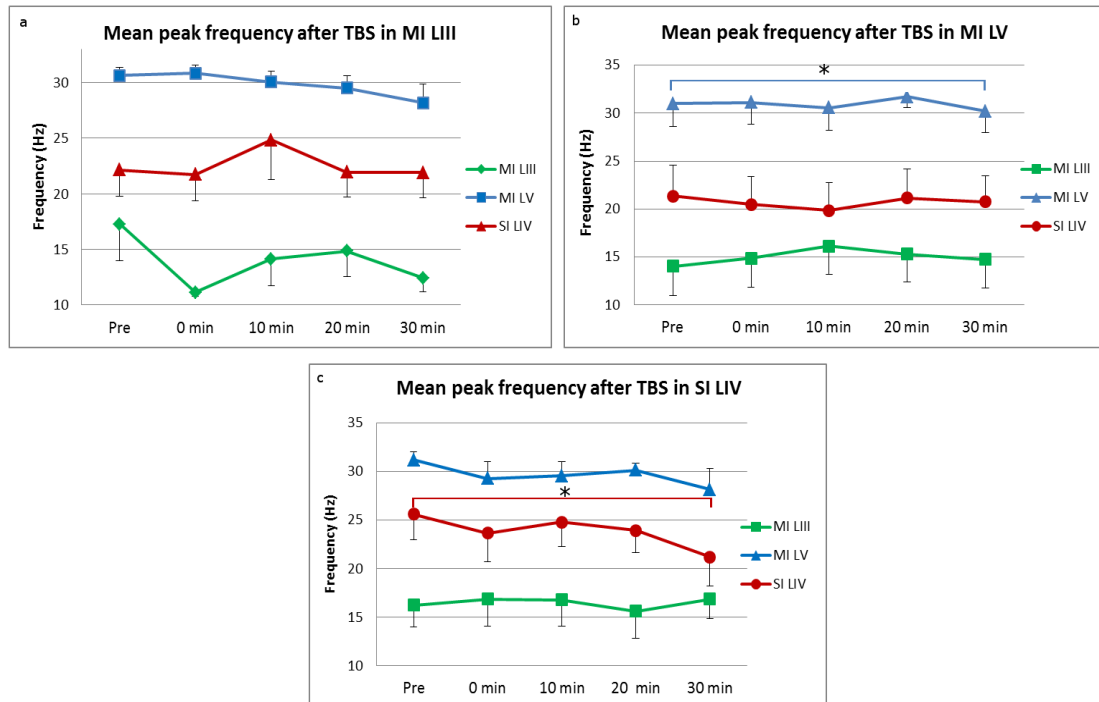 a
Mean peak frequency after TBS in MI LIII
Frequency (Hz)
30
25
20
15
10
Pre 0 min 10 min 20 min 30 min
MI LIII
MI LV
SI LIV
b
Mean peak frequency after TBS in MI LV
Frequency (Hz)
35
30
25
20
15
10
*
Pre 0 min 10 min 20 min 30 min
MI LIII
MI LV
SI LIV
c
Mean peak frequency after TBS in SI LIV
Frequency (Hz)
35
30
25
20
15
10
*
Pre 0 min 10 min 20 min 30 min
MI LIII
MI LV
SI LIV